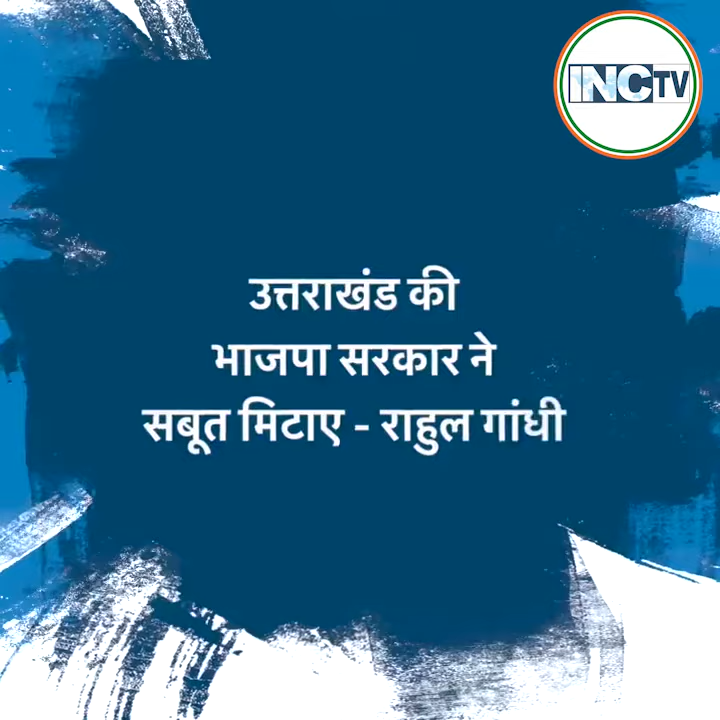 INCTV
उत्तराखंड की
भाजपा सरकार ने
सबूत मिटाए - राहुल गांधी